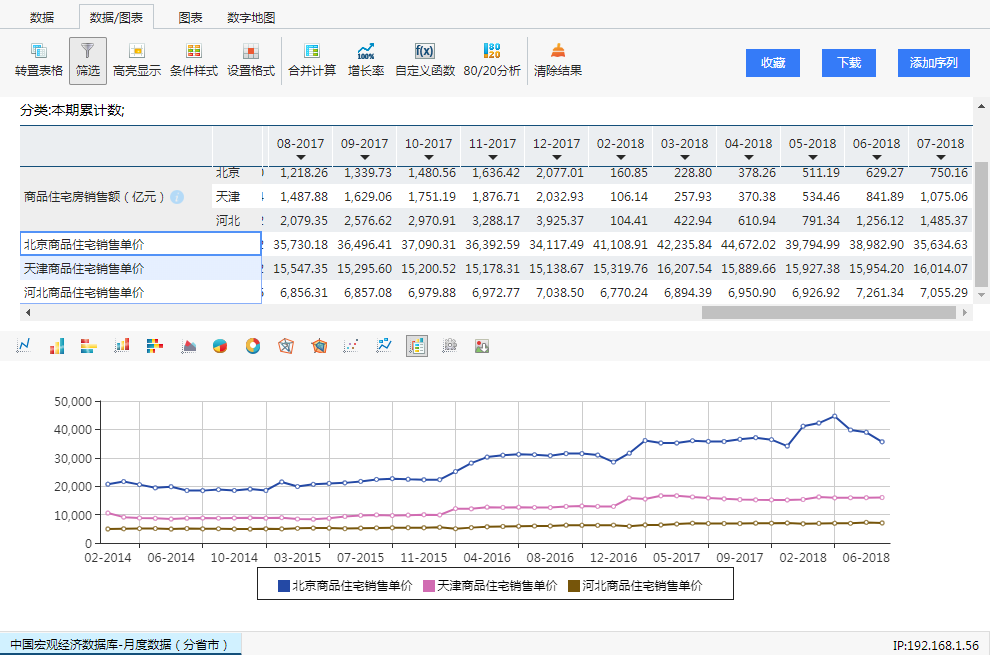 数据 数据/图表 图表 数字地图
转置表格 筛选 高亮显示 条件样式 设置格式 合并计算 100% 增长率 f(x) 自定义函数 80/20分析 清除结果 收藏 下载 添加序列
分类:本期累计数;
08-2017 09-2017 10-2017 11-2017 12-2017 02-2018 03-2018 04-2018 05-2018 06-2018 07-2018
北京 1,218.26 1,339.73 1,480.56 1,636.42 2,077.01 160.85 228.80 378.26 511.19 629.27 750.16
商品住宅房销售额（亿元） 天津 1,487.88 1,629.06 1,751.19 1,876.71 2,032.93 106.14 257.93 370.38 534.46 841.89 1,075.06
河北 2,079.35 2,576.62 2,970.91 3,288.17 3,925.37 104.41 422.94 610.94 791.34 1,256.12 1,485.37
北京商品住宅销售单价 35,730.18 36,496.41 37,090.31 36,392.59 34,117.49 41,108.91 42,235.84 44,672.02 39,794.99 38,982.90 35,634.63
天津商品住宅销售单价 15,547.35 15,295.60 15,200.52 15,178.31 15,138.67 15,319.76 16,207.54 15,889.66 15,927.38 15,954.20 16,014.07
河北商品住宅销售单价 6,856.31 6,857.08 6,979.88 6,972.77 7,038.50 6,770.24 6,894.39 6,950.90 6,926.92 7,261.34 7,055.29
50,000
40,000
30,000
20,000
10,000
0
02-2014 06-2014 10-2014 03-2015 07-2015 11-2015 04-2016 08-2016 12-2016 05-2017 09-2017 02-2018 06-2018
北京商品住宅销售单价 天津商品住宅销售单价 河北商品住宅销售单价
中国宏观经济数据库-月度数据（分省市） IP:192.168.1.56